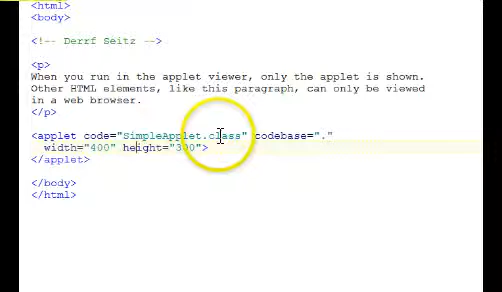 <html>
<body>
<!-- Derrf Seitz -->
<p>
When you run in the applet viewer, only the applet is shown.
Other HTML elements, like this paragraph, can only be viewed
in a web browser.
</p>
<applet code="SimpleApplet.class" codebase="."
width="400" height="300">
</applet>
</body>
</html>